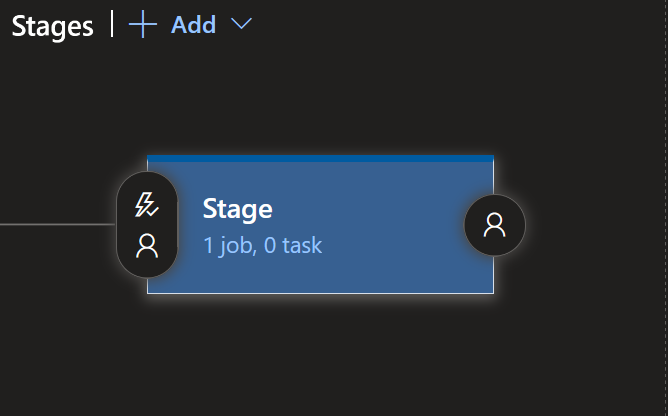 Stages
Add
Stage
1 job, 0 task